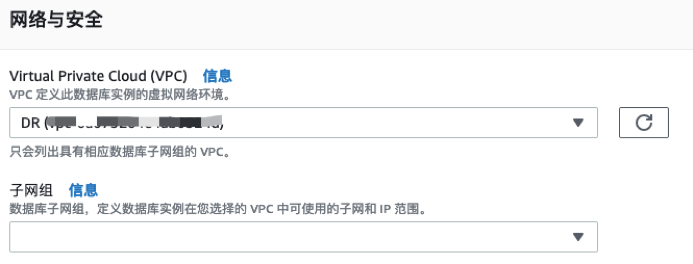 网络与安全
Virtual Private Cloud (VPC) 信息
VPC 定义此数据库实例的虚拟网络环境。
DR
只会列出具有相应数据库子网组的 VPC。
子网组 信息
数据库子网组，定义数据库实例在您选择的 VPC 中可使用的子网和 IP 范围。